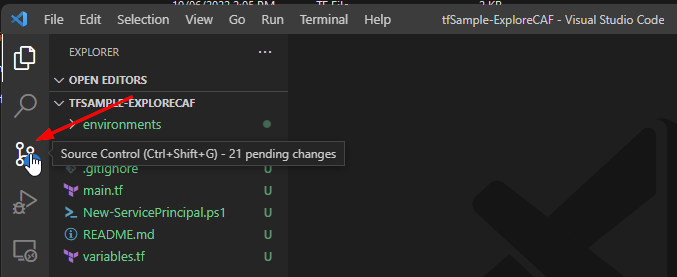 File Edit Selection View Go Run Terminal Help tfSample-ExploreCAF - Visual Studio Code
EXPLORER ...
OPEN EDITORS
TFSAMPLE-EXPLORECAF
environments
Source Control (Ctrl+Shift+G) - 21 pending changes
.gitignore U
main.tf U
New-ServicePrincipal.ps1 U
README.md U
variables.tf U